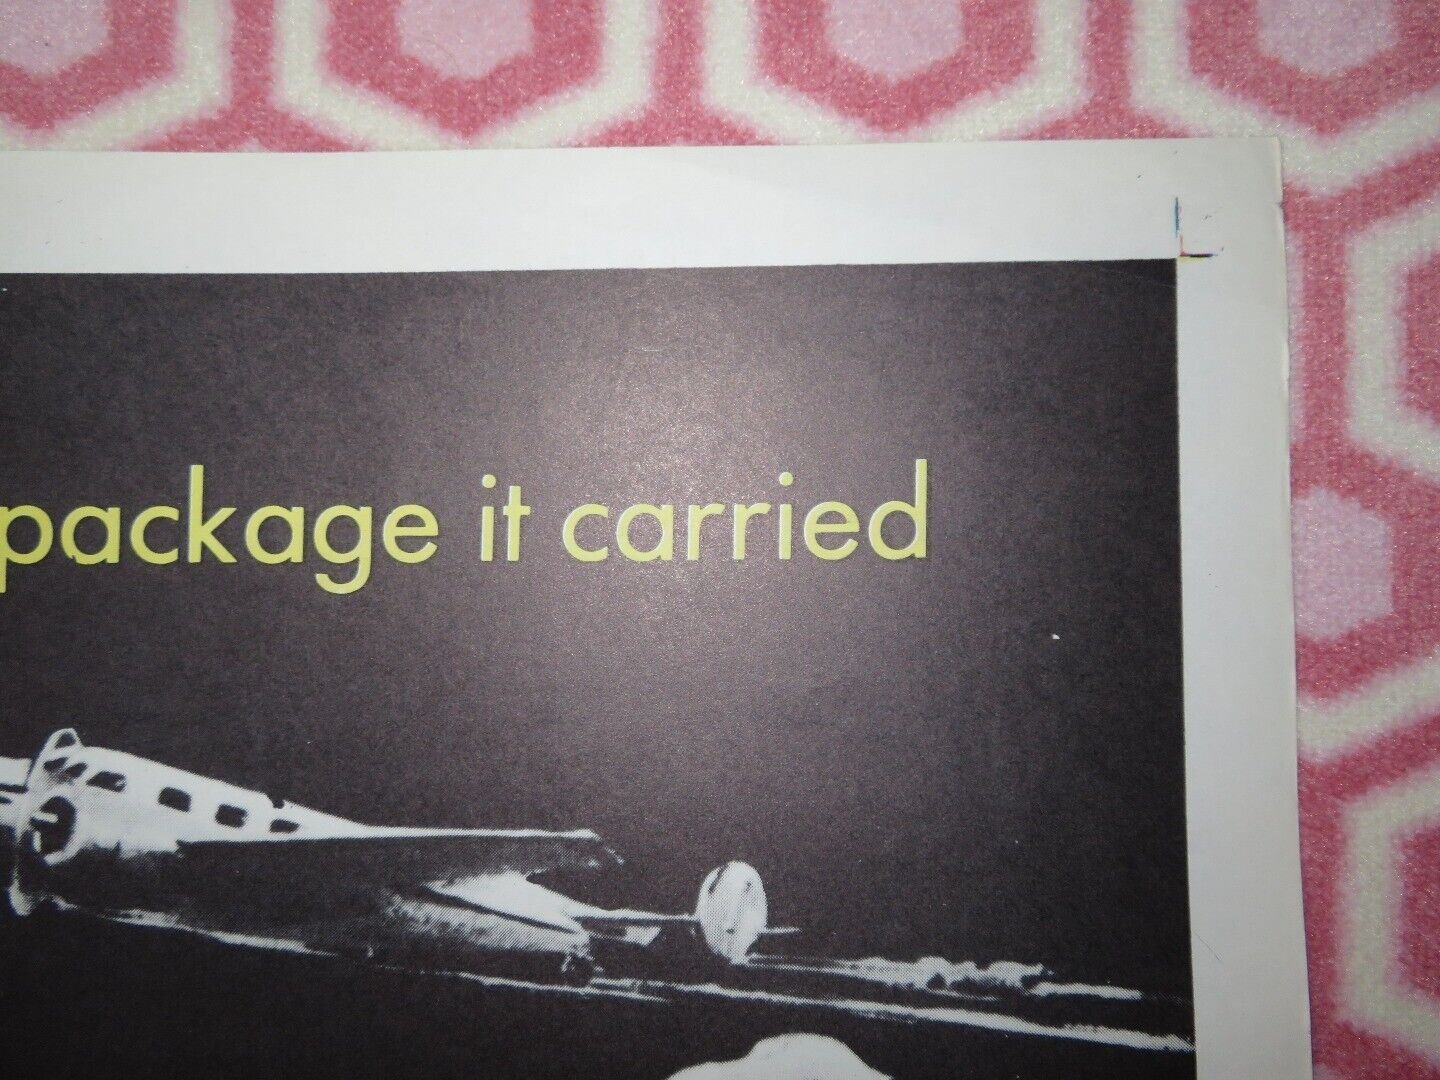 package it carried